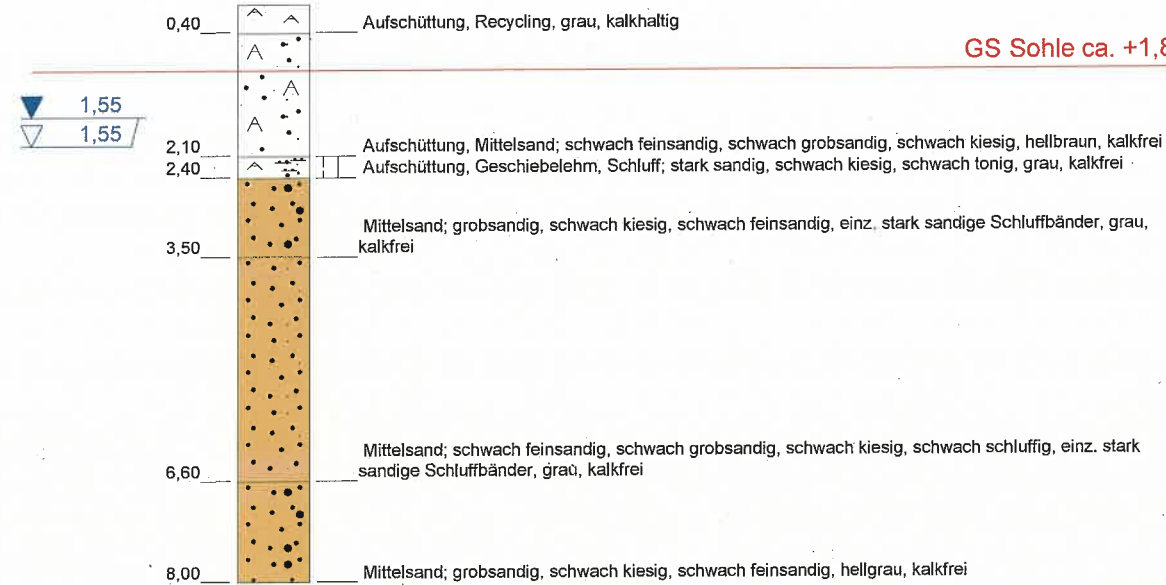 0,40 Aufschüttung, Recycling, grau, kalkhaltig
GS Sohle ca. +1,8
1,55
1,55
2,10 Aufschüttung, Mittelsand; schwach feinsandig, schwach grobsandig, schwach kiesig, hellbraun, kalkfrei
2,40 Aufschüttung, Geschiebelehm, Schluff; stark sandig, schwach kiesig, schwach tonig, grau, kalkfrei
Mittelsand; grobsandig, schwach kiesig, schwach feinsandig, einz. stark sandige Schluffbänder, grau,
3,50 kalkfrei
Mittelsand; schwach feinsandig, schwach grobsandig, schwach kiesig, schwach schluffig, einz. stark
6,60 sandige Schluffbänder, grau, kalkfrei
8,00 Mittelsand; grobsandig, schwach kiesig, schwach feinsandig, hellgrau, kalkfrei